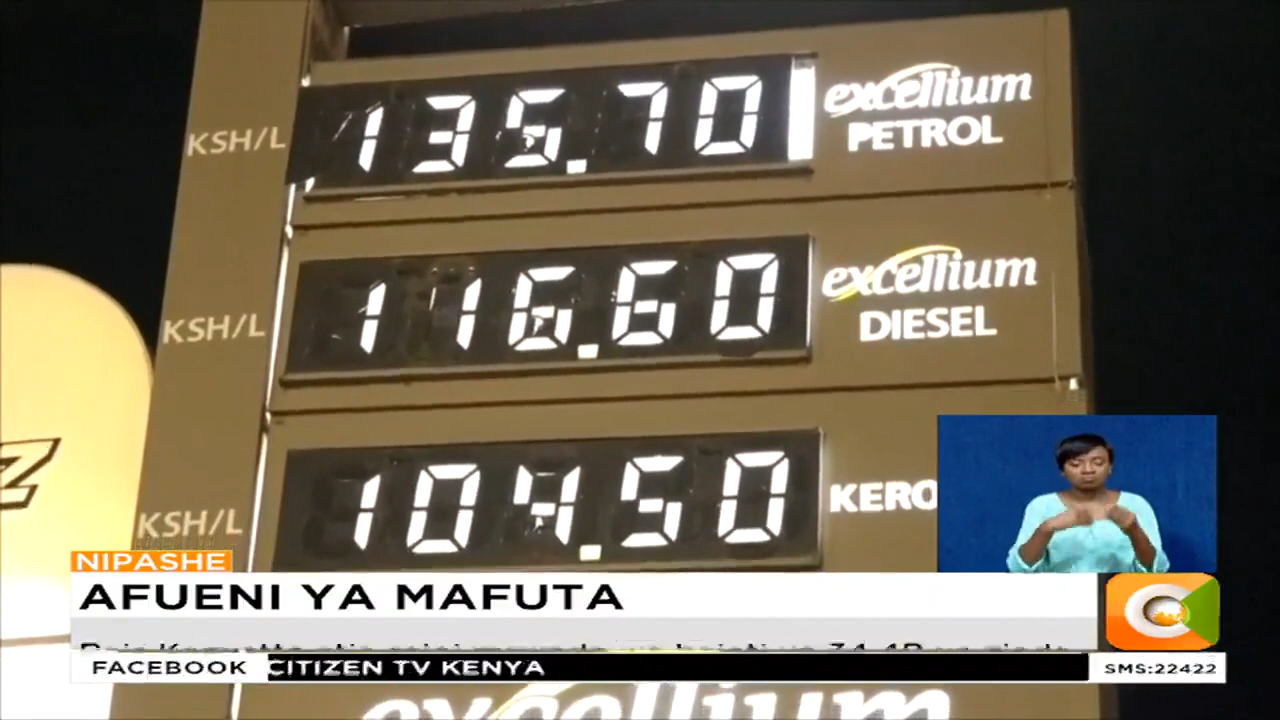 KSH/L 135.70 excellium PETROL
KSH/L 116.60 excellium DIESEL
KSH/L 104.50 KERO
Z
NIPASHE
AFUENI YA MAFUTA
FACEBOOK CITIZEN TV KENYA SMS:22422
excellium